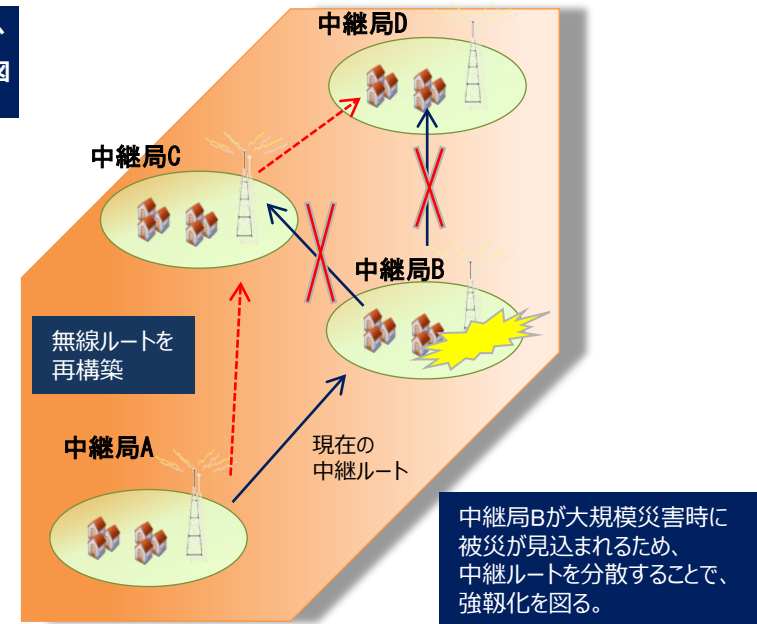 、
図
中継局D
中継局C
中継局B
無線ルートを
再構築
中継局A
現在の
中継ルート
中継局Bが大規模災害時に
被災が見込まれるため、
中継ルートを分散することで、
強靱化を図る。